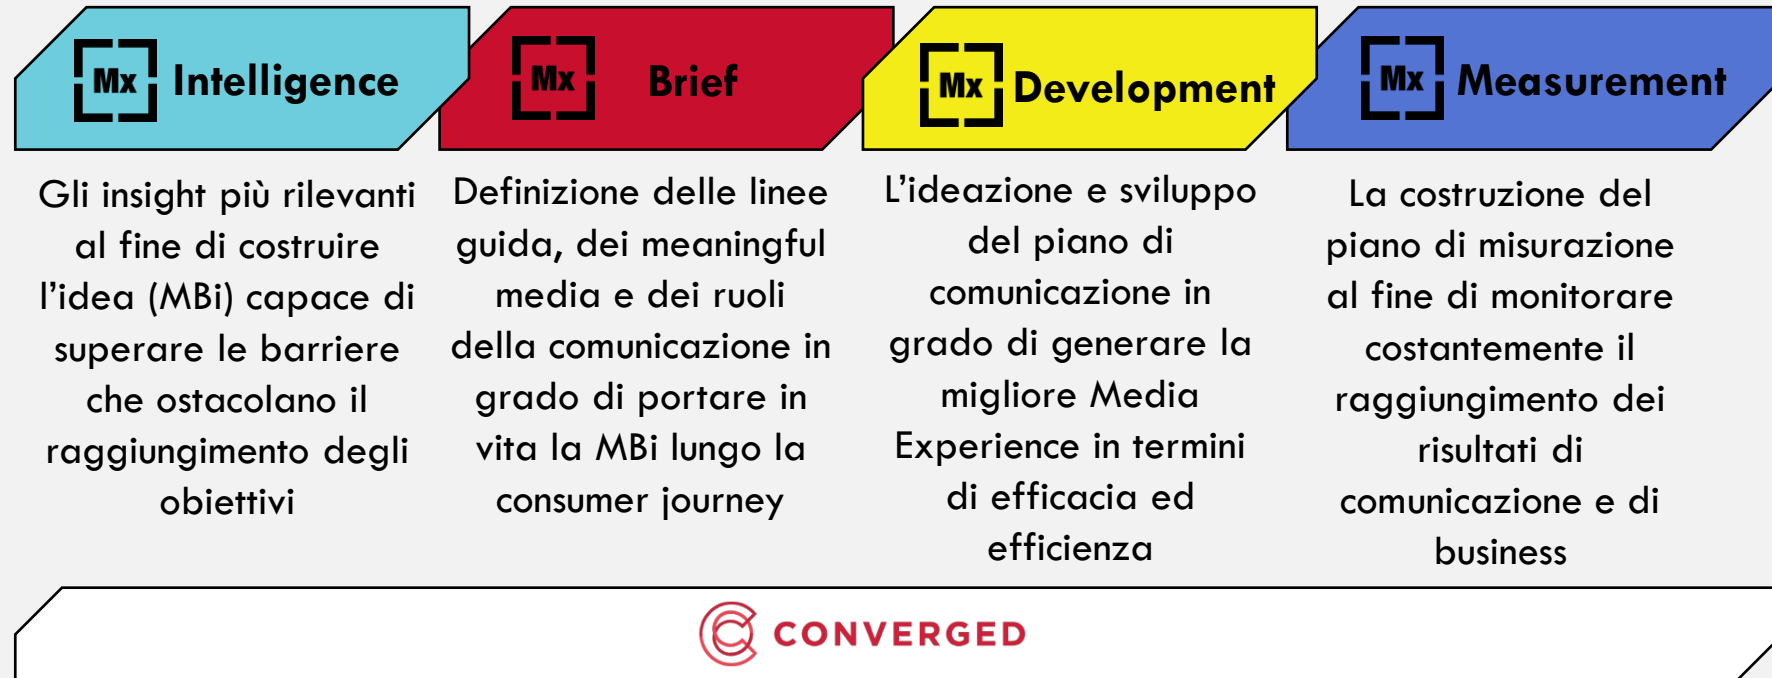 Mx Intelligence
Gli insight più rilevanti
al fine di costruire
l'idea (MBi) capace di
superare le barriere
che ostacolano il
raggiungimento degli
obiettivi
Mx Brief
Definizione delle linee
guida, dei meaningful
media e dei ruoli
della comunicazione in
grado di portare in
vita la MBi lungo la
consumer journey
Mx Development
L'ideazione e sviluppo
del piano di
comunicazione in
grado di generare la
migliore Media
Experience in termini
di efficacia ed
efficienza
Mx Measurement
La costruzione del
piano di misurazione
al fine di monitorare
costantemente il
raggiungimento dei
risultati di
comunicazione e di
business
CONVERGED